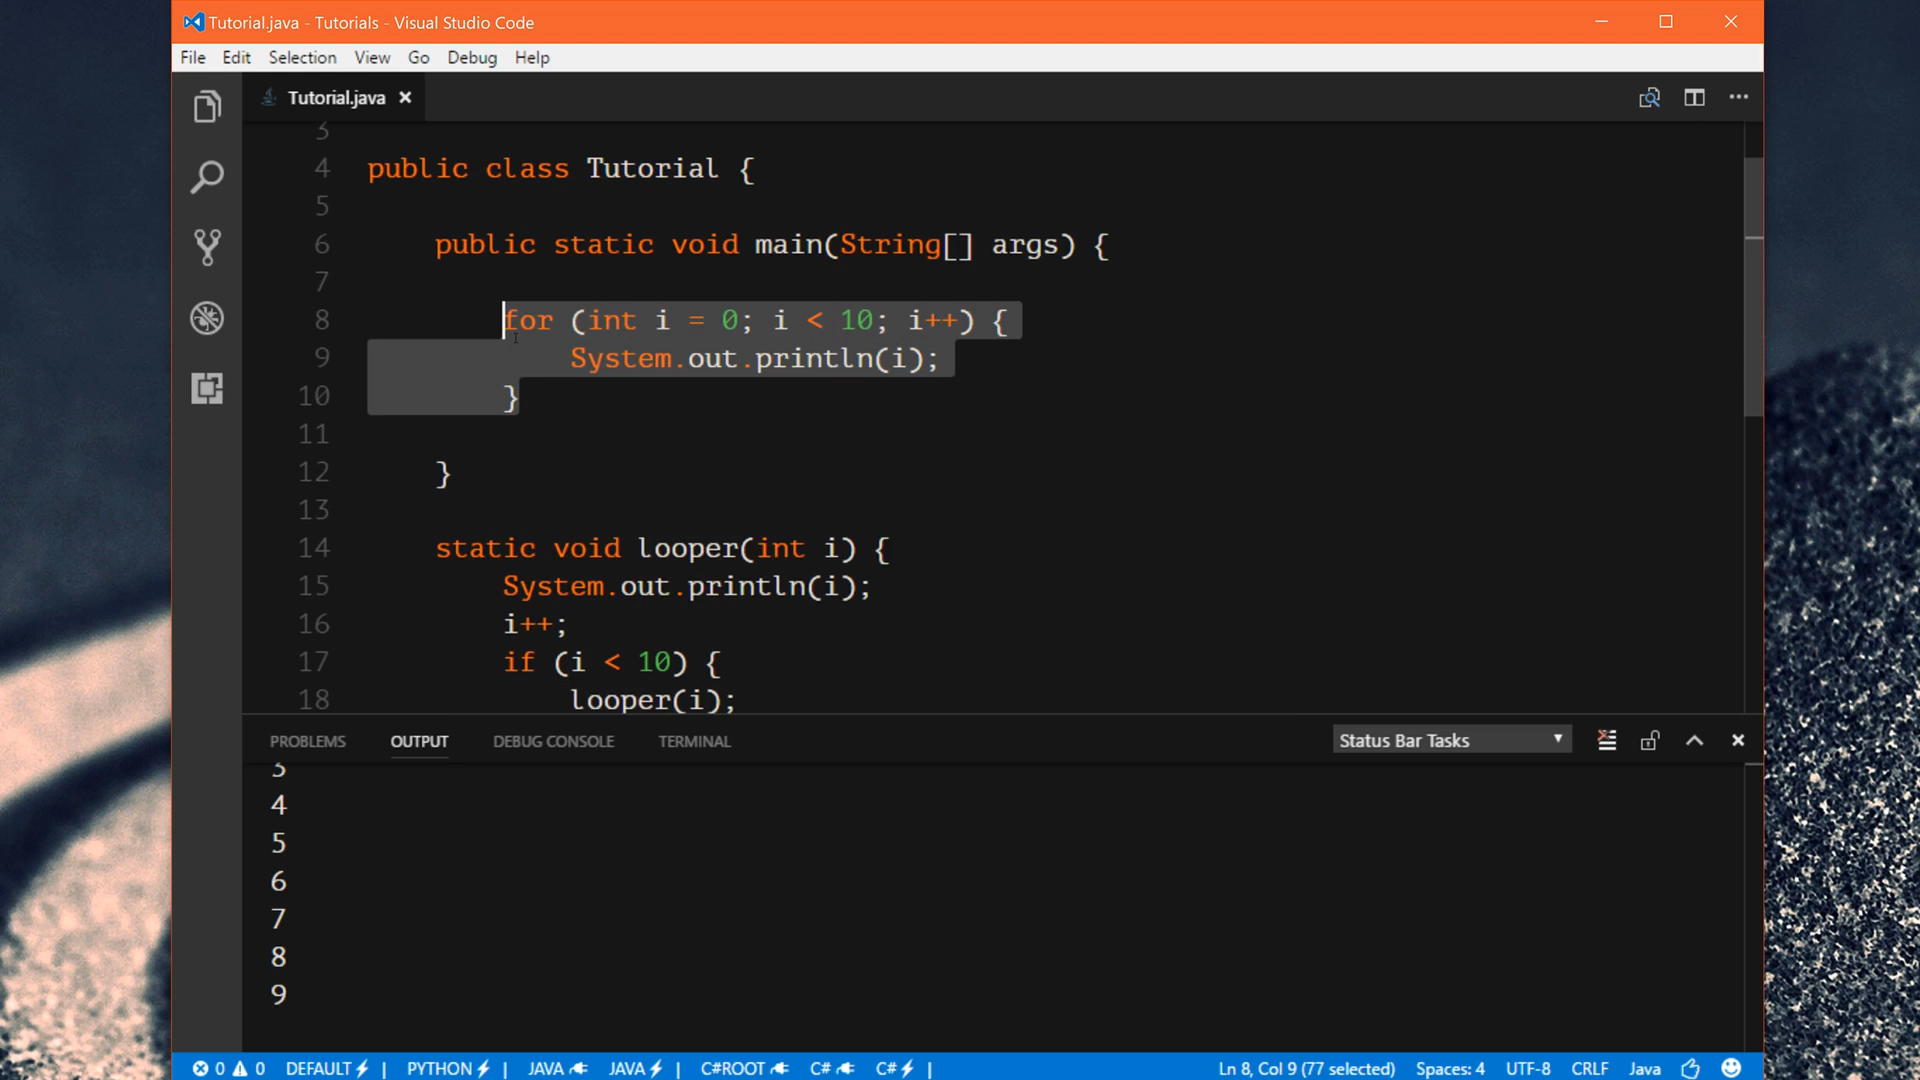 Tutorial.java - Tutorials - Visual Studio Code
File Edit Selection View Go Debug Help
Tutorial.java
3
4 public class Tutorial {
5
6 public static void main(String[] args) {
7
8 for (int i = 0; i < 10; i++) {
9 System.out.println(i);
10 }
11
12 }
13
14 static void looper(int i) {
15 System.out.println(i);
16 i++;
17 if (i < 10) {
18 looper(i);
PROBLEMS OUTPUT DEBUG CONSOLE TERMINAL Status Bar Tasks
3
4
5
6
7
8
9
0 0 DEFAULT | PYTHON | JAVA JAVA | C#ROOT C# C# | Ln 8, Col 9 (77 selected) Spaces: 4 UTF-8 CRLF Java